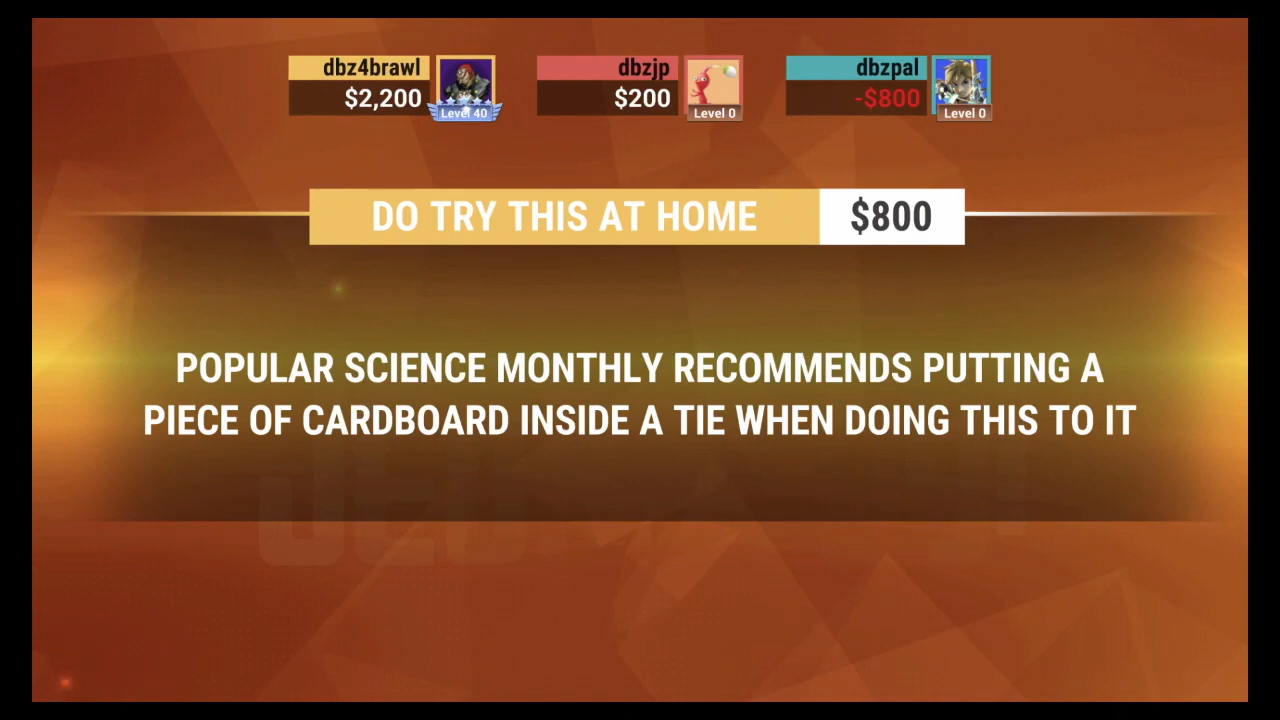 dbz4brawl
$2,200
Level 40
dbzjp
$200
Level 0
dbzpal
-$800
Level 0
DO TRY THIS AT HOME
$800
POPULAR SCIENCE MONTHLY RECOMMENDS PUTTING A
PIECE OF CARDBOARD INSIDE A TIE WHEN DOING THIS TO IT